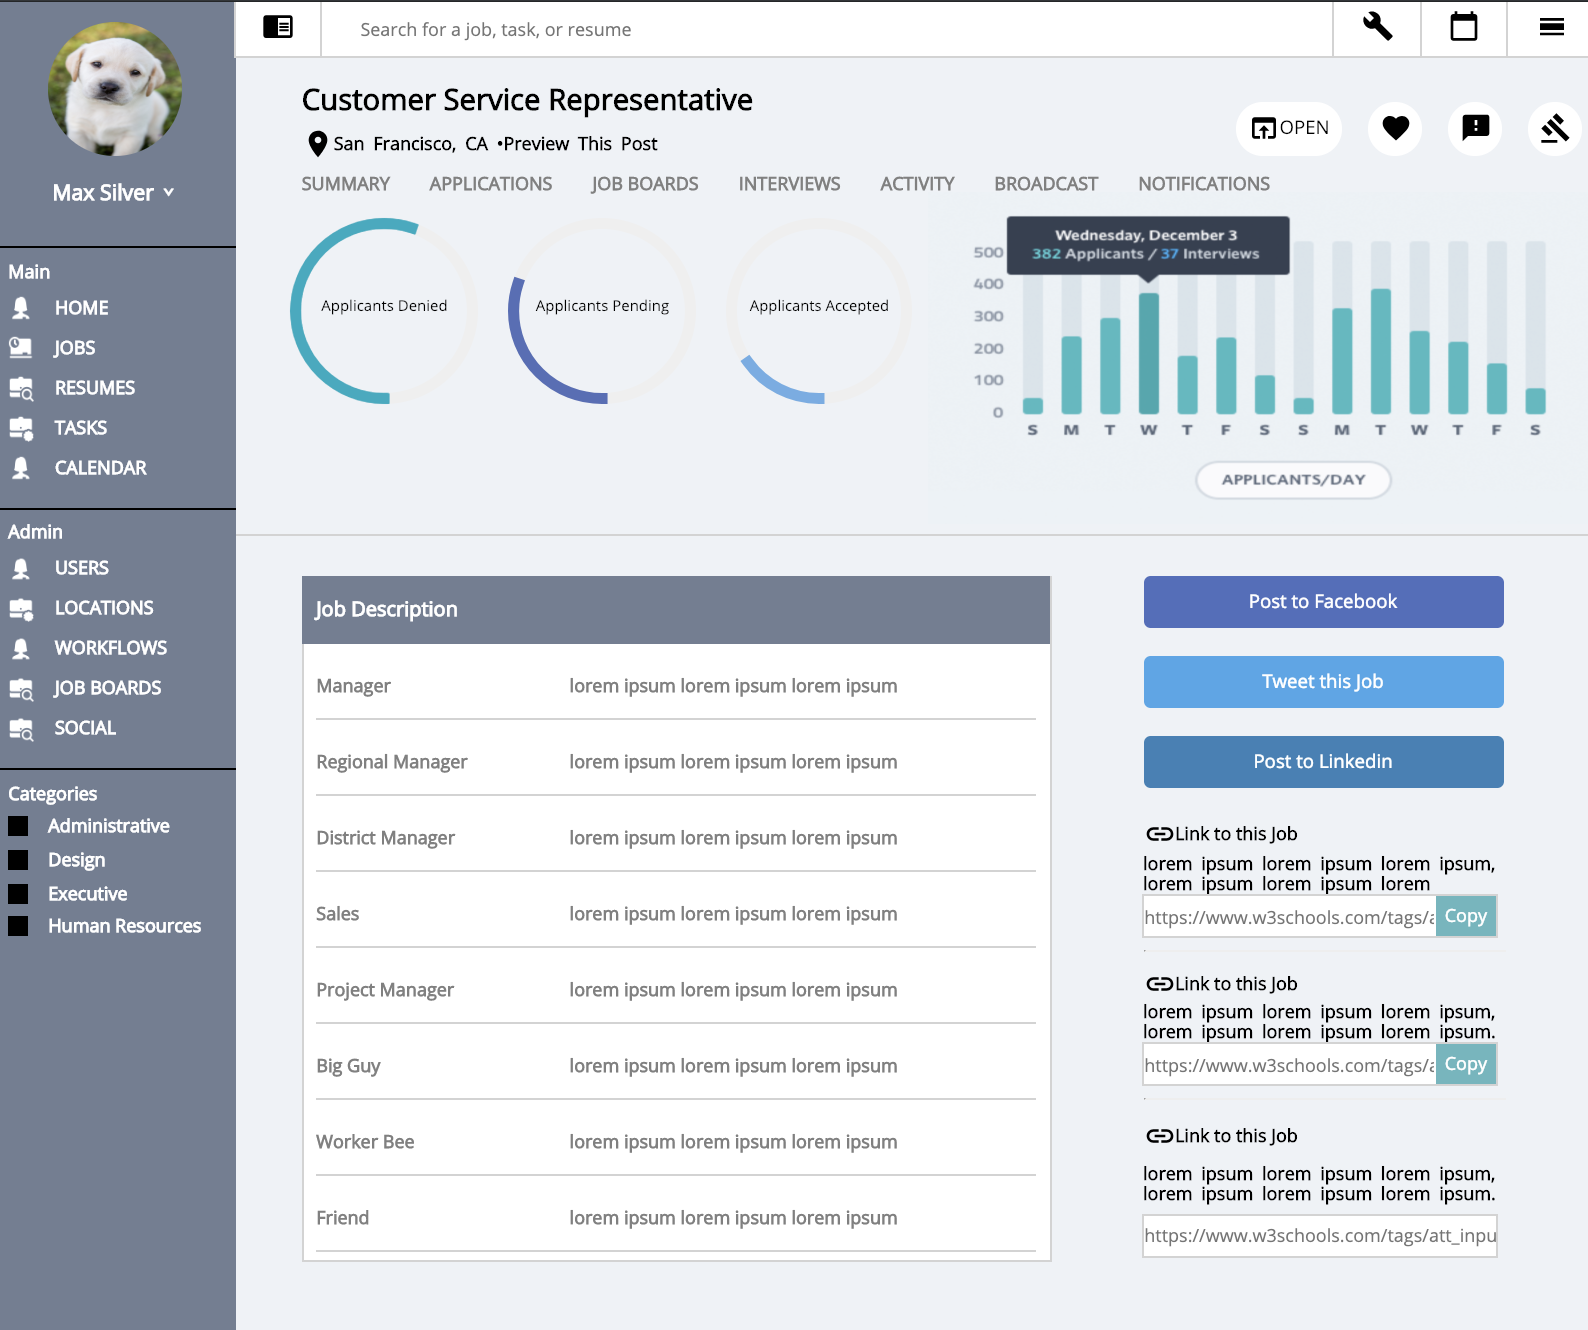 Max Silver
Main
HOME
JOBS
RESUMES
TASKS
CALENDAR
Admin
USERS
LOCATIONS
WORKFLOWS
JOB BOARDS
SOCIAL
Categories
Administrative
Design
Executive
Human Resources
Search for a job, task, or resume
Customer Service Representative
San Francisco, CA •Preview This Post
OPEN
SUMMARY APPLICATIONS JOB BOARDS INTERVIEWS ACTIVITY BROADCAST NOTIFICATIONS
Applicants Denied
Applicants Pending
Applicants Accepted
Wednesday, December 3
382 Applicants / 37 Interviews
500
400
300
200
100
0
S M T W T F S S M T W T F S
APPLICANTS/DAY
Job Description
Manager lorem ipsum lorem ipsum lorem ipsum
Regional Manager lorem ipsum lorem ipsum lorem ipsum
District Manager lorem ipsum lorem ipsum lorem ipsum
Sales lorem ipsum lorem ipsum lorem ipsum
Project Manager lorem ipsum lorem ipsum lorem ipsum
Big Guy lorem ipsum lorem ipsum lorem ipsum
Worker Bee lorem ipsum lorem ipsum lorem ipsum
Friend lorem ipsum lorem ipsum lorem ipsum
Post to Facebook
Tweet this Job
Post to Linkedin
Link to this Job
lorem ipsum lorem ipsum lorem ipsum,
lorem ipsum lorem ipsum lorem
https://www.w3schools.com/tags/a Copy
Link to this Job
lorem ipsum lorem ipsum lorem ipsum,
lorem ipsum lorem ipsum lorem ipsum.
https://www.w3schools.com/tags/a Copy
Link to this Job
lorem ipsum lorem ipsum lorem ipsum,
lorem ipsum lorem ipsum lorem ipsum.
https://www.w3schools.com/tags/att_inpu